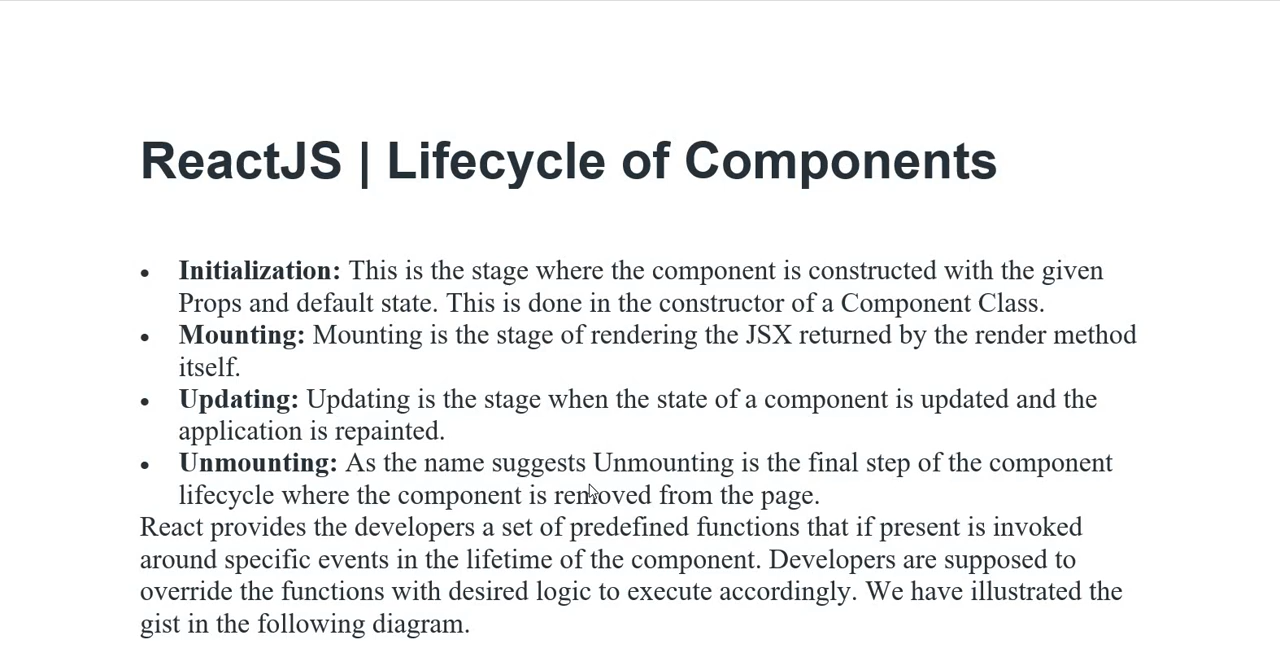 ReactJS | Lifecycle of Components
• Initialization: This is the stage where the component is constructed with the given
Props and default state. This is done in the constructor of a Component Class.
• Mounting: Mounting is the stage of rendering the JSX returned by the render method
itself.
• Updating: Updating is the stage when the state of a component is updated and the
application is repainted.
• Unmounting: As the name suggests Unmounting is the final step of the component
lifecycle where the component is removed from the page.
React provides the developers a set of predefined functions that if present is invoked
around specific events in the lifetime of the component. Developers are supposed to
override the functions with desired logic to execute accordingly. We have illustrated the
gist in the following diagram.